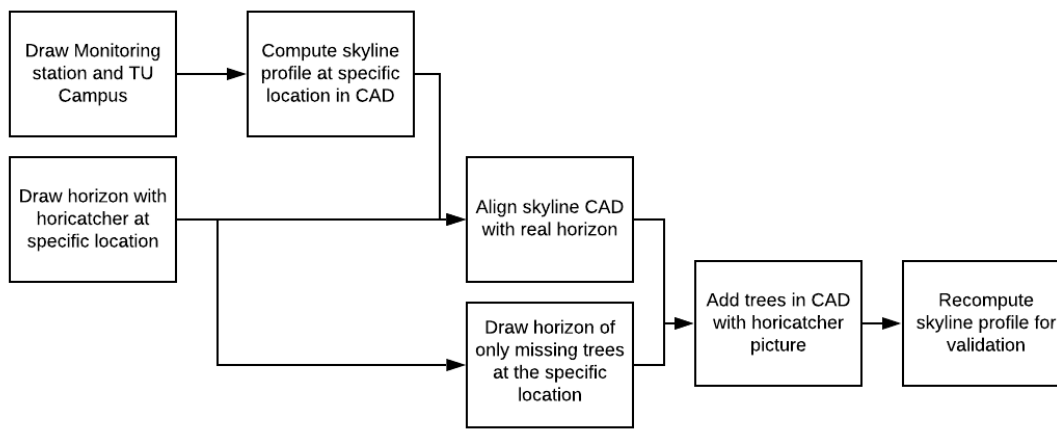 Draw Monitoring
station and TU
Campus
Compute skyline
profile at specific
location in CAD
Draw horizon with
horicatcher at
specific location
Align skyline CAD
with real horizon
Draw horizon of
only missing trees
at the specific
location
Add trees in CAD
with horicatcher
picture
Recompute
skyline profile for
validation